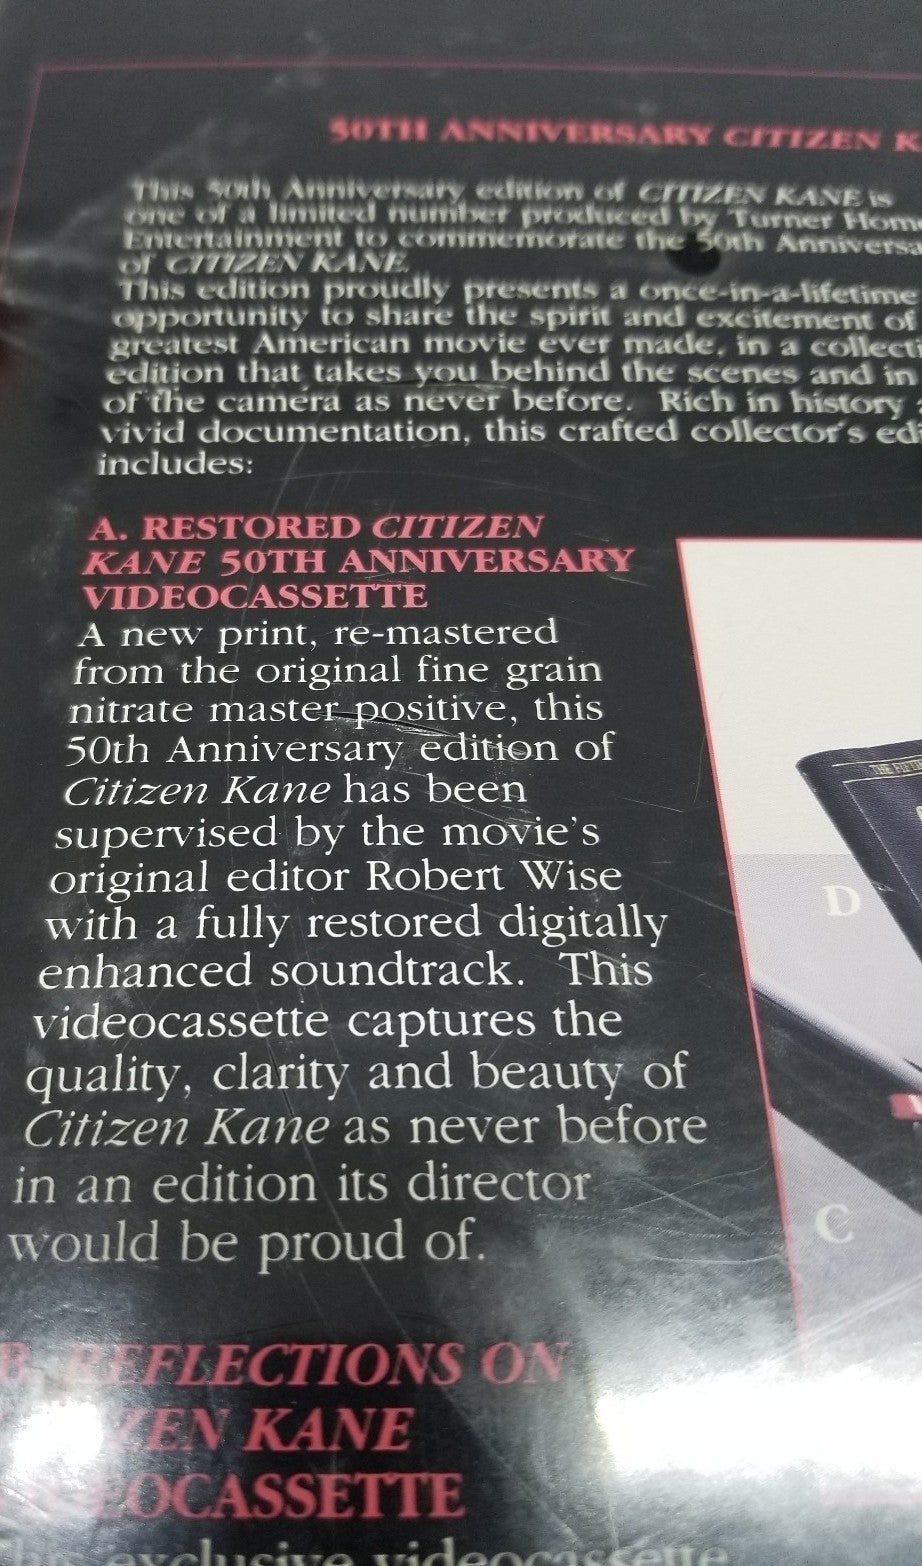 50TH ANNIVERSARY CITIZEN K
This 50th Anniversary edition of CITIZEN KANE is
one of a limited number produced by Turner Hom
Entertainment to commemorate the 50th Anniversa
of CITIZEN KANE.
This edition proudly presents a once-in-a-lifetime
opportunity to share the spirit and excitement of
greatest American movie ever made, in a collecti
edition that takes you behind the scenes and in
of the camera as never before. Rich in history
vivid documentation, this crafted collector's edi
includes:
A. RESTORED CITIZEN
KANE 50TH ANNIVERSARY
VIDEOCASSETTE
A new print, re-mastered
from the original fine grain
nitrate master positive, this
50th Anniversary edition of
Citizen Kane has been
supervised by the movie's
original editor Robert Wise
with a fully restored digitally
enhanced soundtrack. This
videocassette captures the
quality, clarity and beauty of
Citizen Kane as never before
in an edition its director
would be proud of.
D
C
B. REFLECTIONS ON
ZEN KANE
EOCASSETTE
This exclusive videocassette